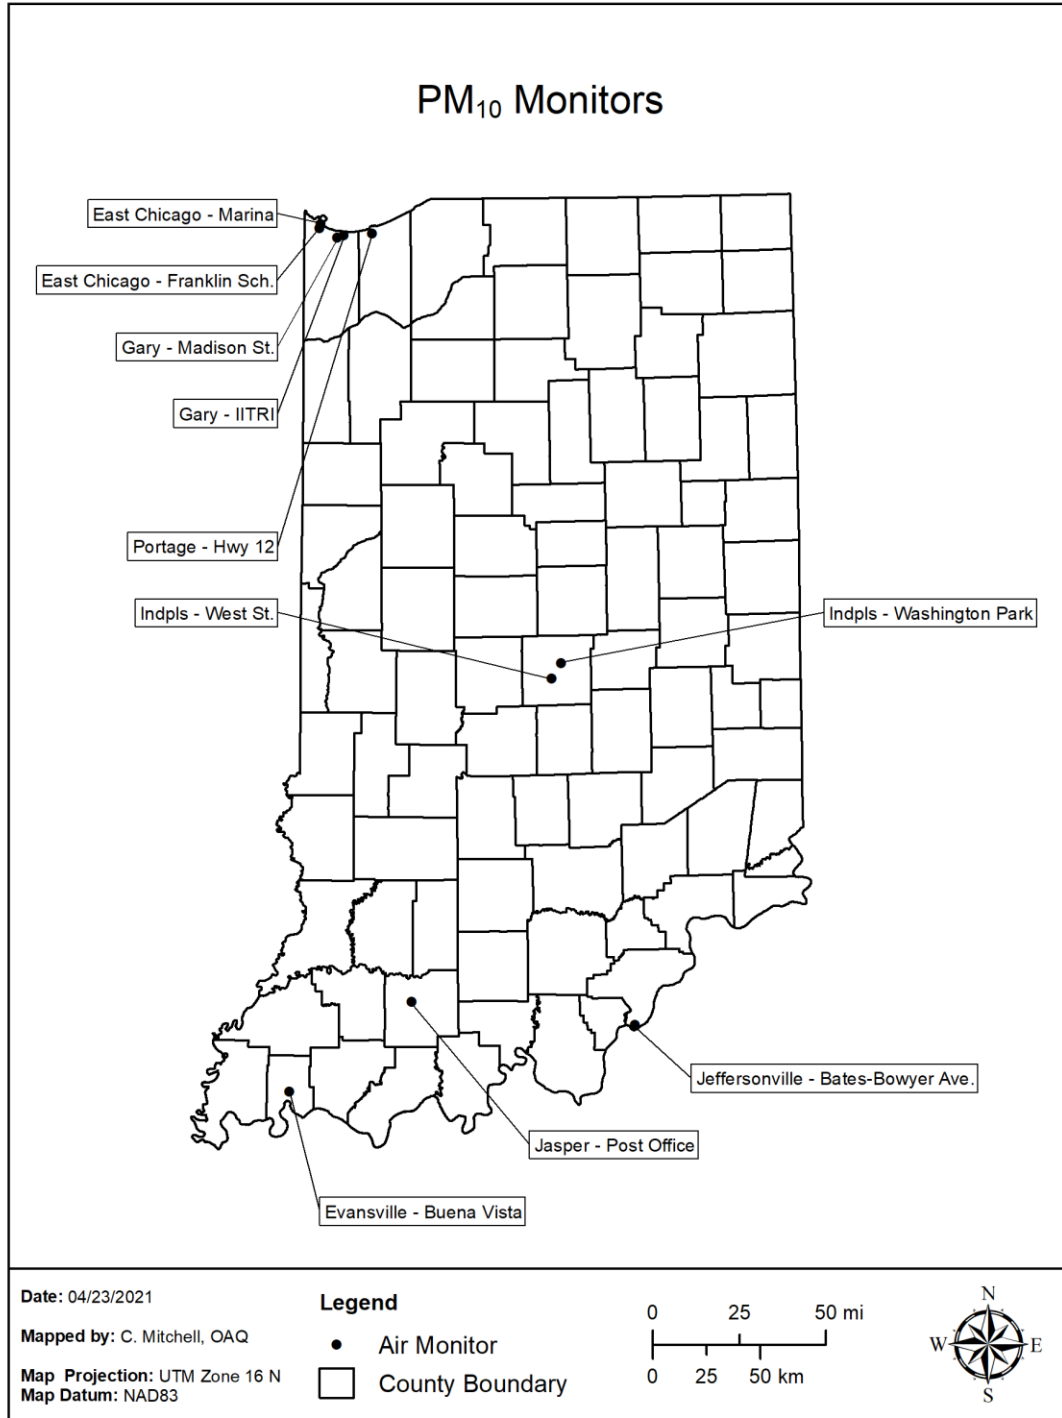 PM₁₀ Monitors
East Chicago - Marina
East Chicago - Franklin Sch.
Gary - Madison St.
Gary - IITRI
Portage - Hwy 12
Indpls - West St.
Indpls - Washington Park
Jeffersonville - Bates-Bowyer Ave.
Jasper - Post Office
Evansville - Buena Vista
Date: 04/23/2021
Mapped by: C. Mitchell, OAQ
Map Projection: UTM Zone 16 N
Map Datum: NAD83
Legend
Air Monitor
County Boundary
0 25 50 mi
0 25 50 km
N
W E
S